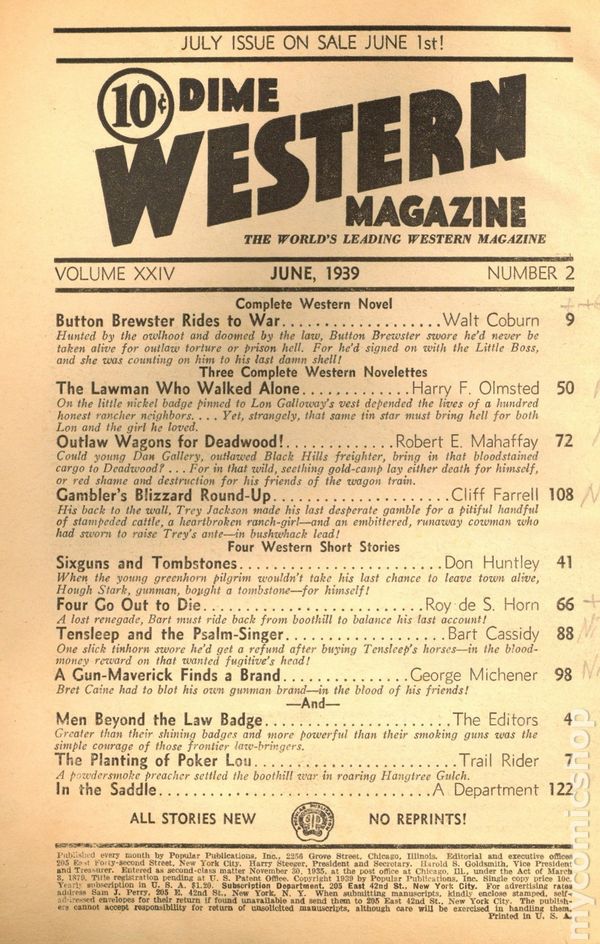 JULY ISSUE ON SALE JUNE 1st!
10¢ DIME
WESTERN
MAGAZINE
THE WORLD'S LEADING WESTERN MAGAZINE
VOLUME XXIV JUNE, 1939 NUMBER 2
Complete Western Novel
Button Brewster Rides to War...................Walt Coburn 9
Hunted by the owlhoot and doomed by the law, Button Brewster swore he'd never be
taken alive for outlaw torture or prison hell. For he'd signed on with the Little Boss,
and she was counting on him to his last damn shell!
Three Complete Western Novelettes
The Lawman Who Walked Alone.............Harry F. Olmsted 50
On the little nickel badge pinned to Lon Galloway's vest depended the lives of a hundred
honest rancher neighbors. . . . Yet, strangely, that same tin star must bring hell for both
Lon and the girl he loved.
Outlaw Wagons for Deadwood!.............Robert E. Mahaffay 72
Could young Dan Gallery, outlawed Black Hills freighter, bring in that bloodstained
cargo to Deadwood? . . . For in that wild, seething gold-camp lay either death for himself,
or red shame and destruction for his friends of the wagon train.
Gambler's Blizzard Round-Up....................Cliff Farrell 108
His back to the wall, Trey Jackson made his last desperate gamble for a pitiful handful
of stampeded cattle, a heartbroken ranch-girl—and an embittered, runaway cowman who
had sworn to raise Trey's ante—in bushwhack lead!
Four Western Short Stories
Sixguns and Tombstones.......................Don Huntley 41
When the young greenhorn pilgrim wouldn't take his last chance to leave town alive,
Hough Stark, gunman, bought a tombstone—for himself!
Four Go Out to Die.........................Roy de S. Horn 66
A lost renegade, Bart must ride back from boothill to balance his last account!
Tensleep and the Psalm-Singer...................Bart Cassidy 88
One slick tinhorn swore he'd get a refund after buying Tensleep's horses—in the blood-
money reward on that wanted fugitive's head!
A Gun-Maverick Finds a Brand...............George Michener 98
Bret Caine had to blot his own gunman brand—in the blood of his friends!
—And—
Men Beyond the Law Badge.....................The Editors 4
Greater than their shining badges and more powerful than their smoking guns was the
simple courage of those frontier law-bringers.
The Planting of Poker Lou.......................Trail Rider 7
A powdersmoke preacher settled the boothill war in roaring Hangtree Gulch.
In the Saddle..............................A Department 122
ALL STORIES NEW NO REPRINTS!
Published every month by Popular Publications, Inc., 2256 Grove Street, Chicago, Illinois. Editorial and executive offices
205 East Forty-second Street, New York City. Harry Steeger, President and Secretary. Harold S. Goldsmith, Vice President
and Treasurer. Entered as second-class matter November 30, 1935, at the post office at Chicago, Ill., under the Act of March
3, 1879. Title registration pending at U. S. Patent Office. Copyright 1939 by Popular Publications, Inc. Single copy price 10c.
Yearly subscription in U. S. A. $1.20. Subscription Department, 205 East 42nd St., New York City. For advertising rates
address Sam J. Perry, 205 E. 42nd St., New York, N. Y. When submitting manuscripts, kindly enclose stamped, self-
addressed envelopes for their return if found unavailable and send them to 205 East 42nd St., New York City. The publish-
ers cannot accept responsibility for return of unsolicited manuscripts, although care will be exercised in handling them.
Printed in U. S. A.
mycomicshop